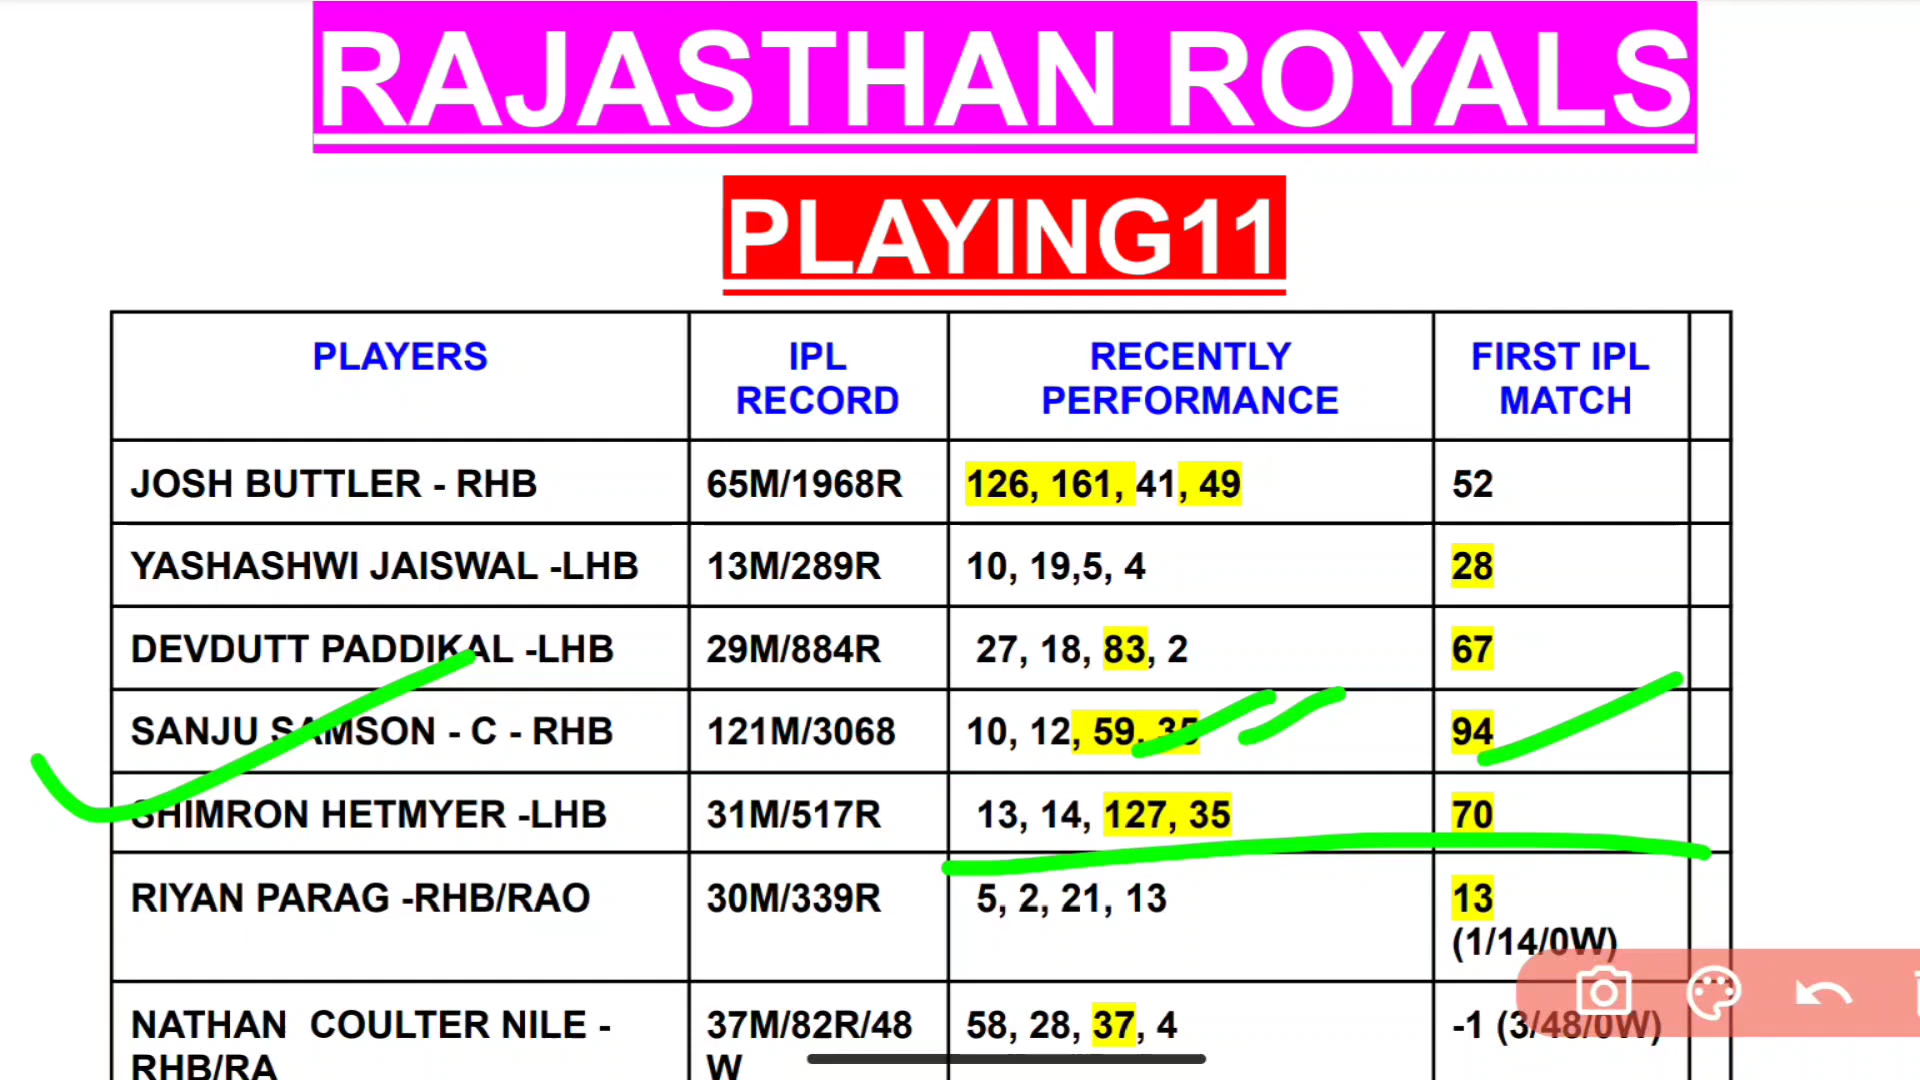 RAJASTHAN ROYALS
PLAYING11
PLAYERS IPL RECORD RECENTLY PERFORMANCE FIRST IPL MATCH
JOSH BUTTLER - RHB 65M/1968R 126, 161, 41, 49 52
YASHASHWI JAISWAL -LHB 13M/289R 10, 19,5, 4 28
DEVDUTT PADDIKAL -LHB 29M/884R 27, 18, 83, 2 67
SANJU SAMSON - C - RHB 121M/3068 10, 12, 59, 35 94
SHIMRON HETMYER -LHB 31M/517R 13, 14, 127, 35 70
RIYAN PARAG -RHB/RAO 30M/339R 5, 2, 21, 13 13
(1/14/0W)
NATHAN COULTER NILE - 37M/82R/48 58, 28, 37, 4 -1 (3/48/0W)
RHB/RA W